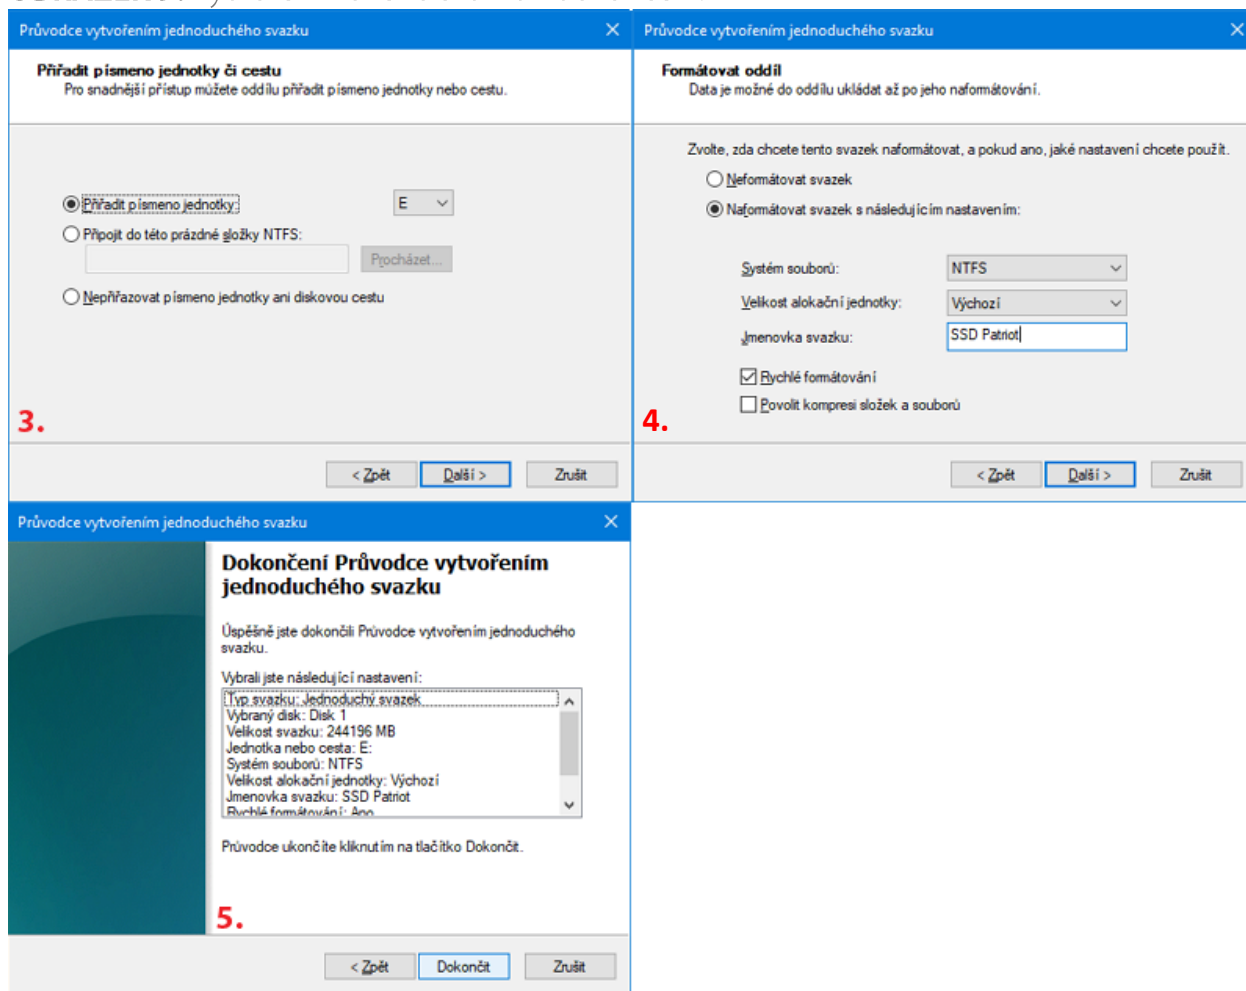 Průvodce vytvořením jednoduchého svazku
Přiřadit písmeno jednotky či cestu
Pro snadnější přístup můžete oddílu přiřadit písmeno jednotky nebo cestu.
Přiřadit písmeno jednotky:
E
Připojit do této prázdné složky NTFS:
Procházet...
Nepřiřazovat písmeno jednotky ani diskovou cestu
3.
< Zpět
Další >
Zrušit
Průvodce vytvořením jednoduchého svazku
Formátovat oddíl
Data je možné do oddílu ukládat až po jeho naformátování.
Zvolte, zda chcete tento svazek naformátovat, a pokud ano, jaké nastavení chcete použít.
Neformátovat svazek
Naformátovat svazek s následujícím nastavením:
Systém souborů:
NTFS
Velikost alokační jednotky:
Výchozí
Jmenovka svazku:
SSD Patriot
Rychlé formátování
Povolit kompresi složek a souborů
4.
< Zpět
Další >
Zrušit
Průvodce vytvořením jednoduchého svazku
Dokončení Průvodce vytvořením
jednoduchého svazku
Úspěšně jste dokončili Průvodce vytvořením jednoduchého
svazku.
Vybrali jste následující nastavení:
Typ svazku: Jednoduchý svazek
Vybraný disk: Disk 1
Velikost svazku: 244196 MB
Jednotka nebo cesta: E:
Systém souborů: NTFS
Velikost alokační jednotky: Výchozí
Jmenovka svazku: SSD Patriot
Rychlé formátování: Ano
Průvodce ukončíte kliknutím na tlačítko Dokončit.
5.
< Zpět
Dokončit
Zrušit